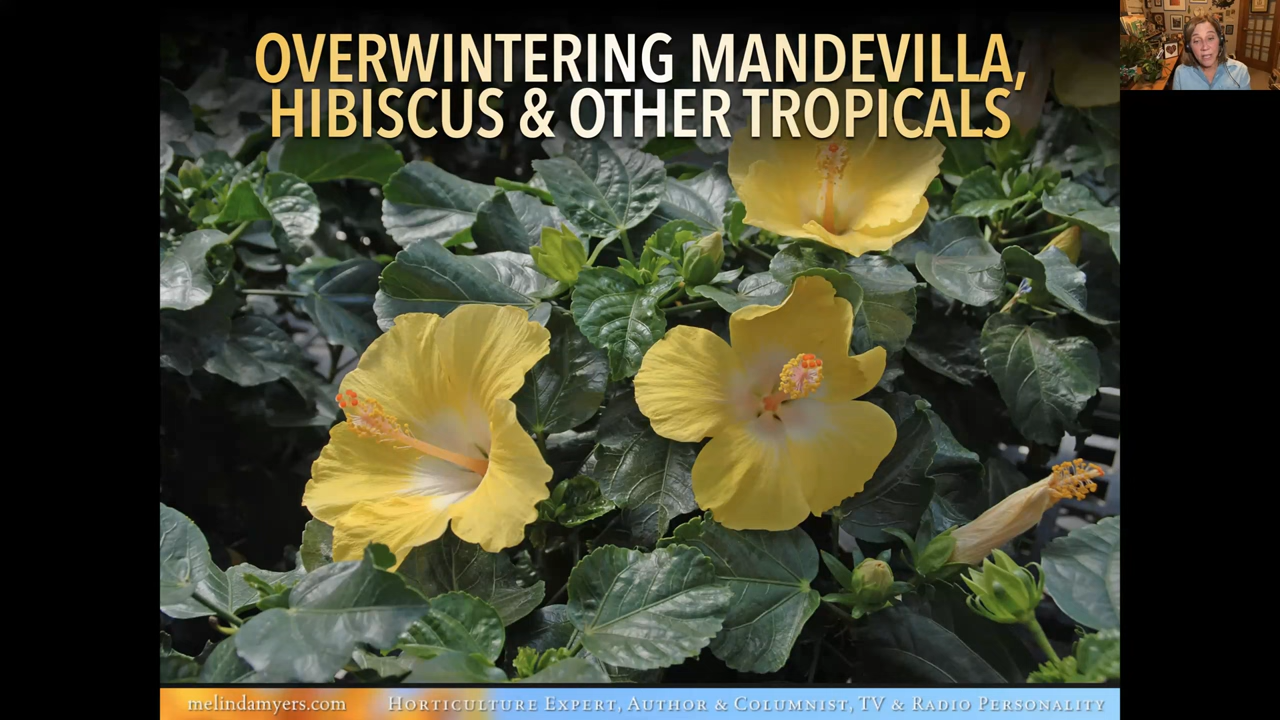 OVERWINTERING MANDEVILLA,
HIBISCUS & OTHER TROPICALS
melindamyers.com HORTICULTURE EXPERT, AUTHOR & COLUMNIST, TV & RADIO PERSONALITY